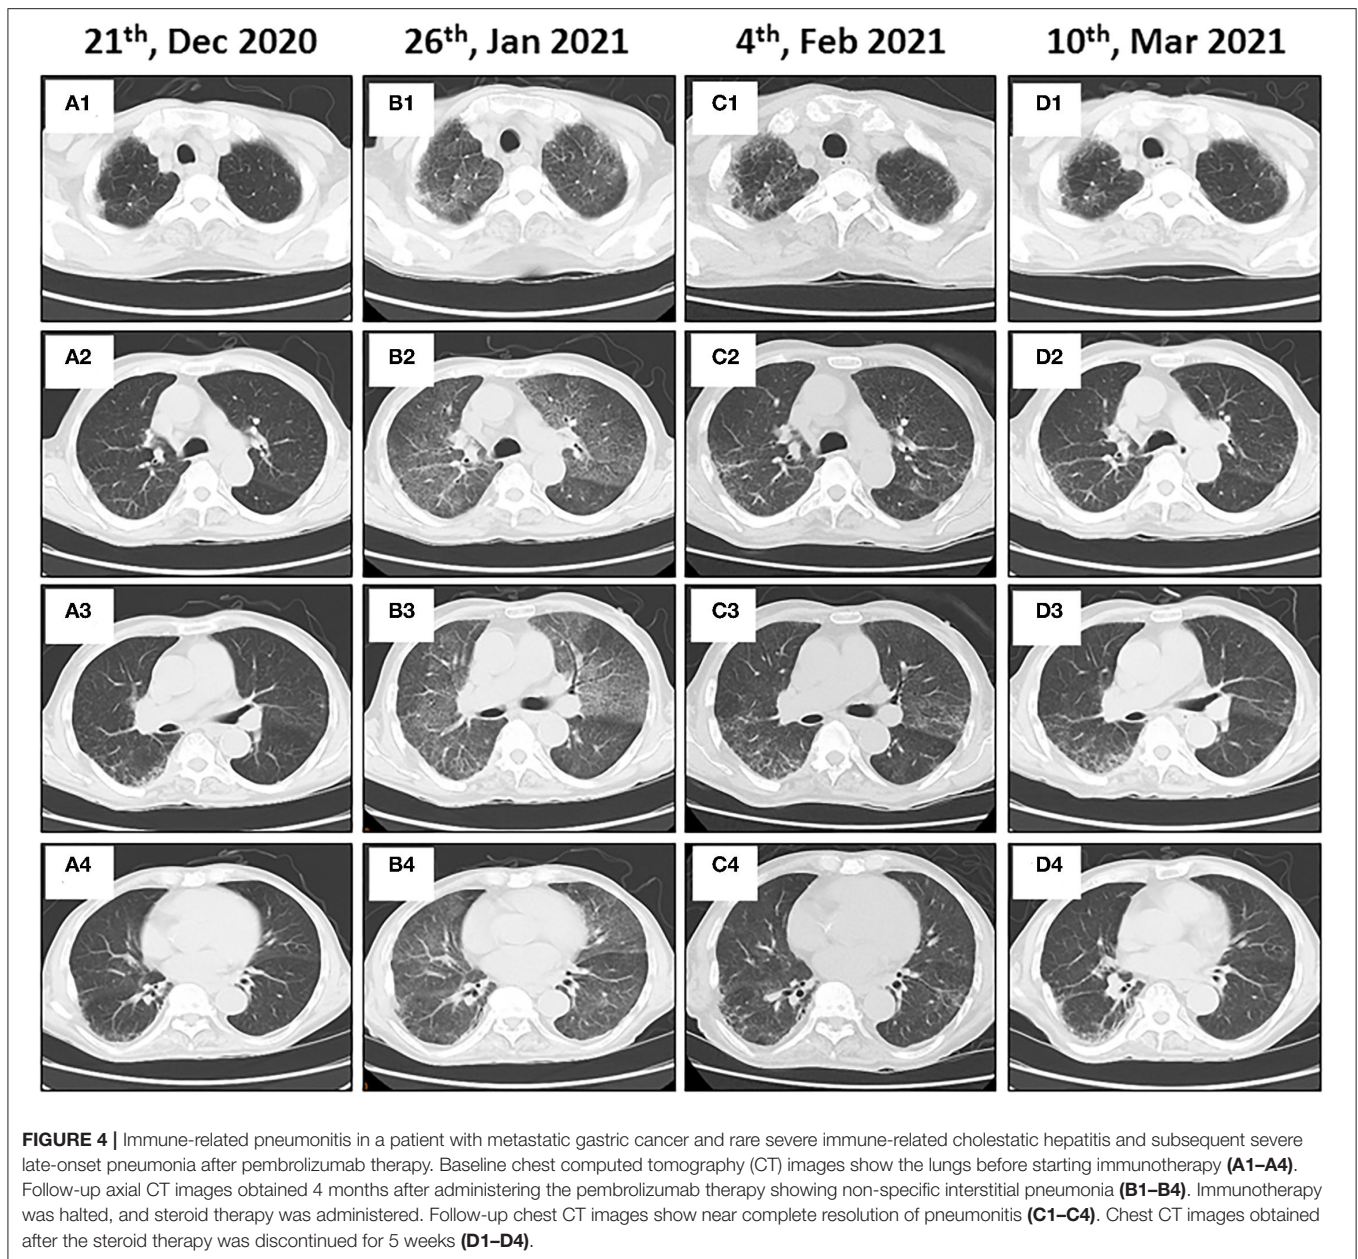 21th, Dec 2020 26th, Jan 2021 4th, Feb 2021 10th, Mar 2021
A1 B1 C1 D1
A2 B2 C2 D2
A3 B3 C3 D3
A4 B4 C4 D4
FIGURE 4 | Immune-related pneumonitis in a patient with metastatic gastric cancer and rare severe immune-related cholestatic hepatitis and subsequent severe
late-onset pneumonia after pembrolizumab therapy. Baseline chest computed tomography (CT) images show the lungs before starting immunotherapy (A1–A4).
Follow-up axial CT images obtained 4 months after administering the pembrolizumab therapy showing non-specific interstitial pneumonia (B1–B4). Immunotherapy
was halted, and steroid therapy was administered. Follow-up chest CT images show near complete resolution of pneumonitis (C1–C4). Chest CT images obtained
after the steroid therapy was discontinued for 5 weeks (D1–D4).